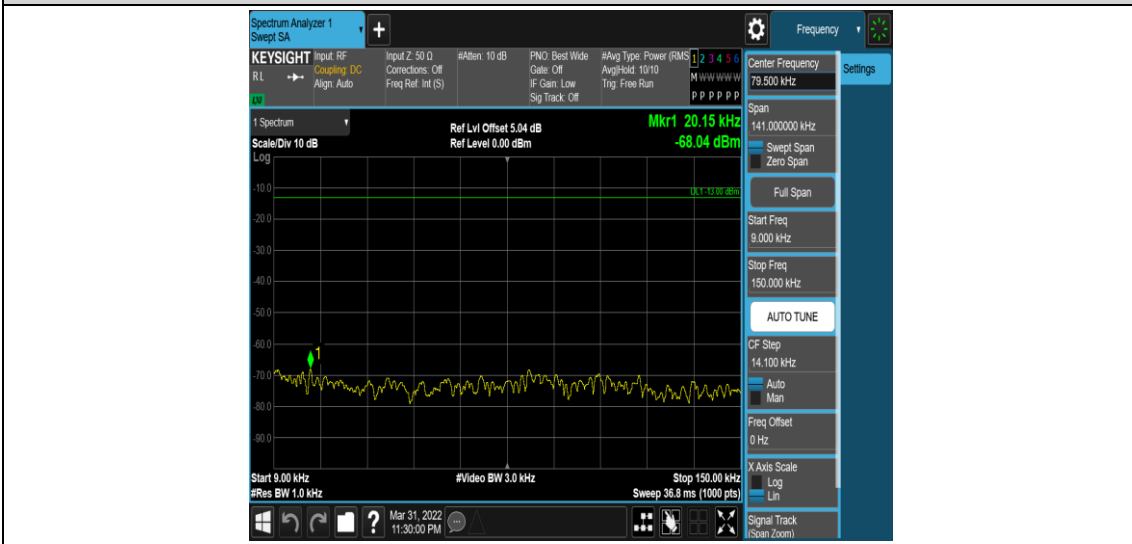 Spectrum Analyzer 1
Swept SA
+
Frequency
KEYSIGHT
R L
LXI
Input: RF
Coupling: DC
Align: Auto
Input Z: 50 Ω
Corrections: Off
Freq Ref: Int (S)
#Atten: 10 dB
PNO: Best Wide
Gate: Off
IF Gain: Low
Sig Track: Off
#Avg Type: Power (RMS
Avg|Hold: 10/10
Trig: Free Run
1 2 3 4 5 6
M W W W W W
P P P P P P
Center Frequency
79.500 kHz
Settings
Span
141.000000 kHz
Swept Span
Zero Span
Full Span
Start Freq
9.000 kHz
Stop Freq
150.000 kHz
AUTO TUNE
CF Step
14.100 kHz
Auto
Man
Freq Offset
0 Hz
X Axis Scale
Log
Lin
Signal Track
(Span Zoom)
1 Spectrum
Scale/Div 10 dB
Log
Ref Lvl Offset 5.04 dB
Ref Level 0.00 dBm
Mkr1 20.15 kHz
-68.04 dBm
DL1 -13.00 dBm
-10.0
-20.0
-30.0
-40.0
-50.0
-60.0
-70.0
-80.0
-90.0
1
Start 9.00 kHz
#Video BW 3.0 kHz
Stop 150.00 kHz
#Res BW 1.0 kHz
Sweep 36.8 ms (1000 pts)
?
Mar 31, 2022
11:30:00 PM